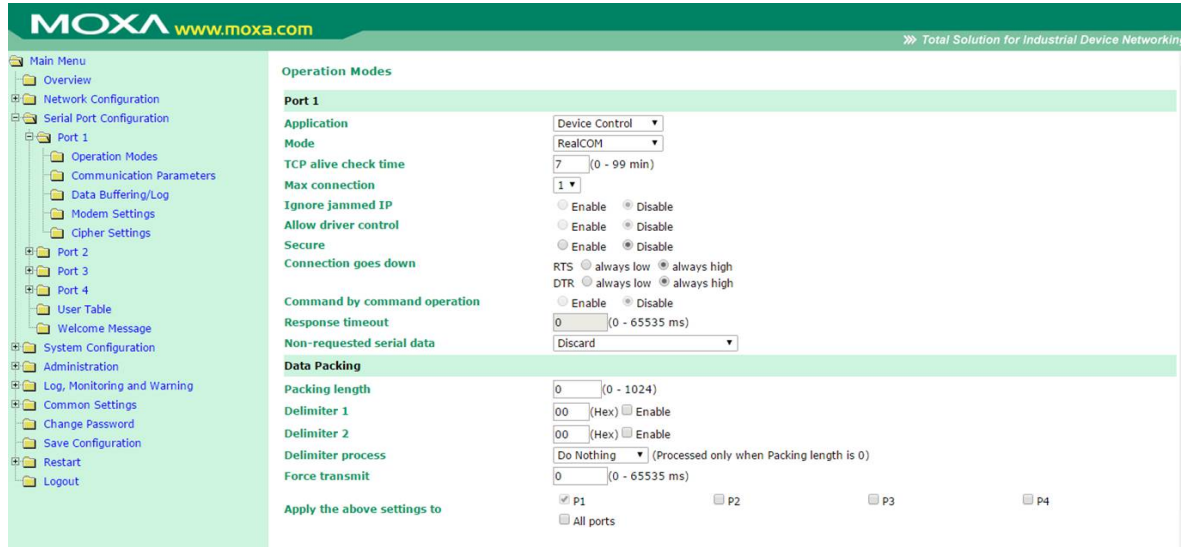 MOXA www.moxa.com
Total Solution for Industrial Device Networking
Main Menu
Overview
Network Configuration
Serial Port Configuration
Port 1
Operation Modes
Communication Parameters
Data Buffering/Log
Modem Settings
Cipher Settings
Port 2
Port 3
Port 4
User Table
Welcome Message
System Configuration
Administration
Log, Monitoring and Warning
Common Settings
Change Password
Save Configuration
Restart
Logout
Operation Modes
Port 1
Application Device Control
Mode RealCOM
TCP alive check time 7 (0 - 99 min)
Max connection 1
Ignore jammed IP Enable Disable
Allow driver control Enable Disable
Secure Enable Disable
Connection goes down RTS always low always high
DTR always low always high
Command by command operation Enable Disable
Response timeout 0 (0 - 65535 ms)
Non-requested serial data Discard
Data Packing
Packing length 0 (0 - 1024)
Delimiter 1 00 (Hex) Enable
Delimiter 2 00 (Hex) Enable
Delimiter process Do Nothing (Processed only when Packing length is 0)
Force transmit 0 (0 - 65535 ms)
Apply the above settings to P1 P2 P3 P4
All ports